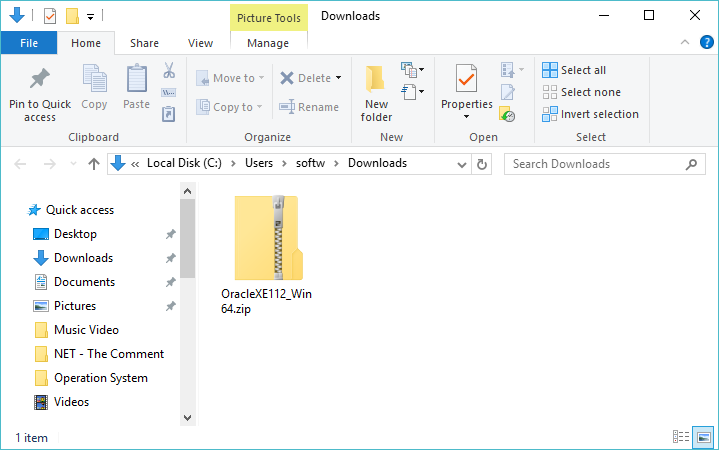 Picture Tools
Downloads
File
Home
Share
View
Manage
Pin to Quick
access
Copy
Paste
Move to
Copy to
Delete
Rename
New
folder
Properties
Select all
Select none
Invert selection
Clipboard
Organize
New
Open
Select
« Local Disk (C:) > Users > softw > Downloads
Search Downloads
Quick access
Desktop
Downloads
Documents
Pictures
Music Video
NET - The Comment
Operation System
Videos
OracleXE112_Win
64.zip
1 item